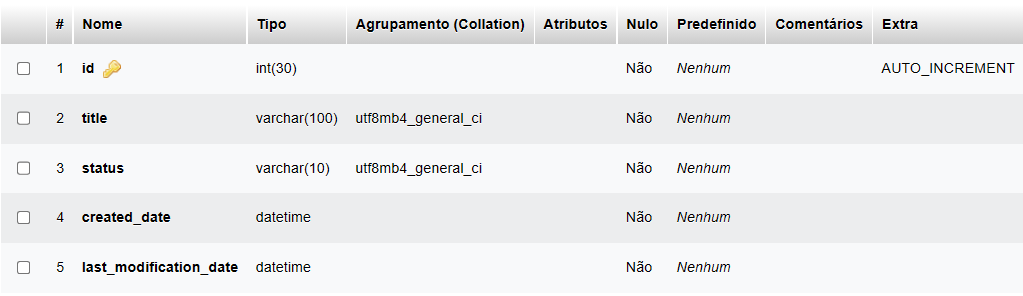 # Nome Tipo Agrupamento (Collation) Atributos Nulo Predefinido Comentários Extra
1 id int(30) Não Nenhum AUTO_INCREMENT
2 title varchar(100) utf8mb4_general_ci Não Nenhum
3 status varchar(10) utf8mb4_general_ci Não Nenhum
4 created_date datetime Não Nenhum
5 last_modification_date datetime Não Nenhum